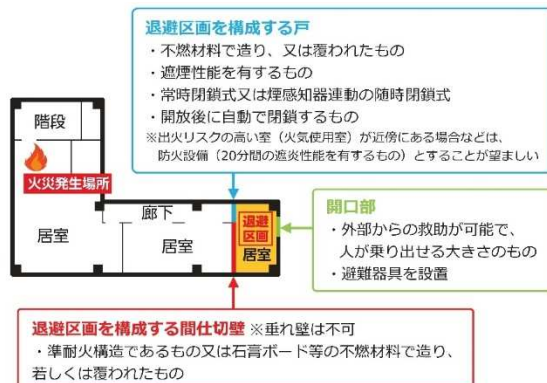 退避区画を構成する戸
・不燃材料で造り、又は覆われたもの
・遮煙性能を有するもの
・常時閉鎖式又は煙感知器連動の随時閉鎖式
・開放後に自動で閉鎖するもの
※出火リスクの高い室（火気使用室）が近傍にある場合などは、
防火設備（20分間の遮炎性能を有するもの）とすることが望ましい
階段
火災発生場所
居室
廊下
居室
退避
区画
居室
開口部
・外部からの救助が可能で、
人が乗り出せる大きさのもの
・避難器具を設置
退避区画を構成する間仕切壁 ※垂れ壁は不可
・準耐火構造であるもの又は石膏ボード等の不燃材料で造り、
若しくは覆われたもの